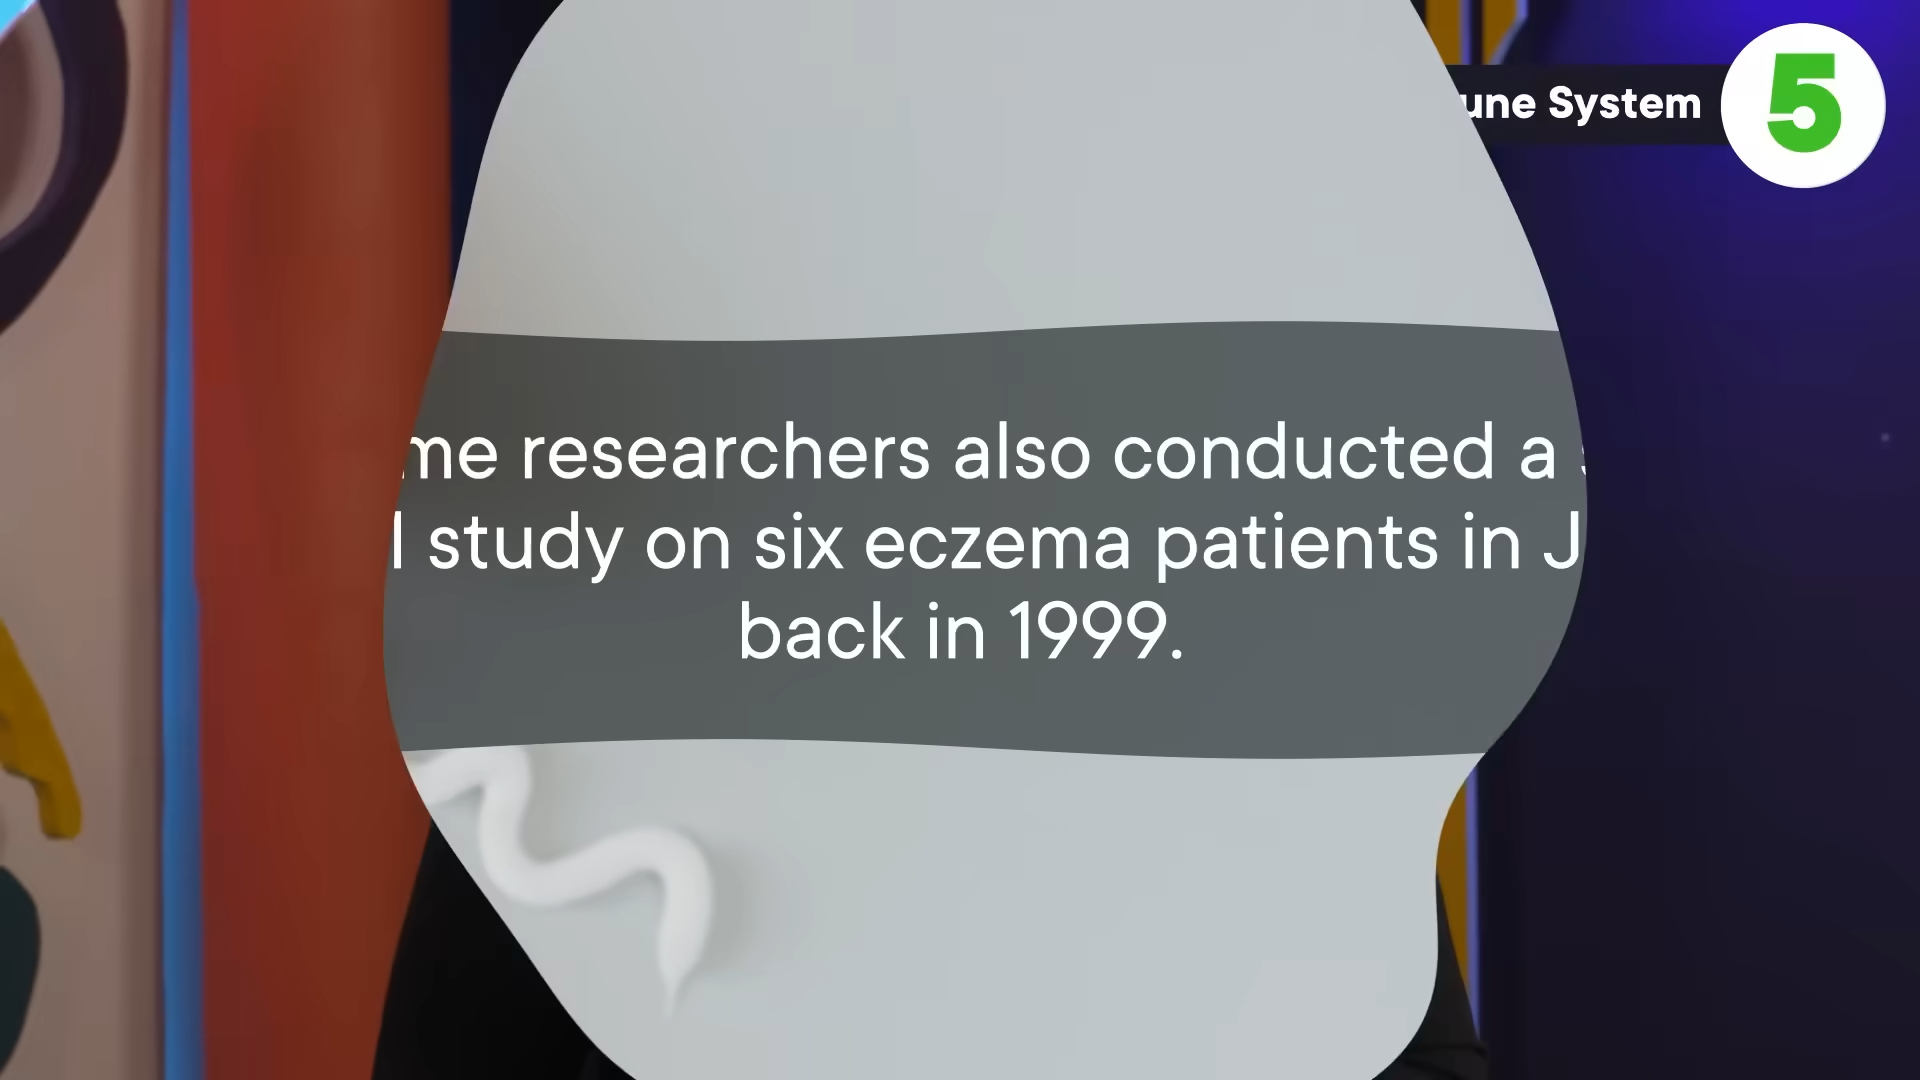 une System
5
me researchers also conducted a
l study on six eczema patients in J
back in 1999.